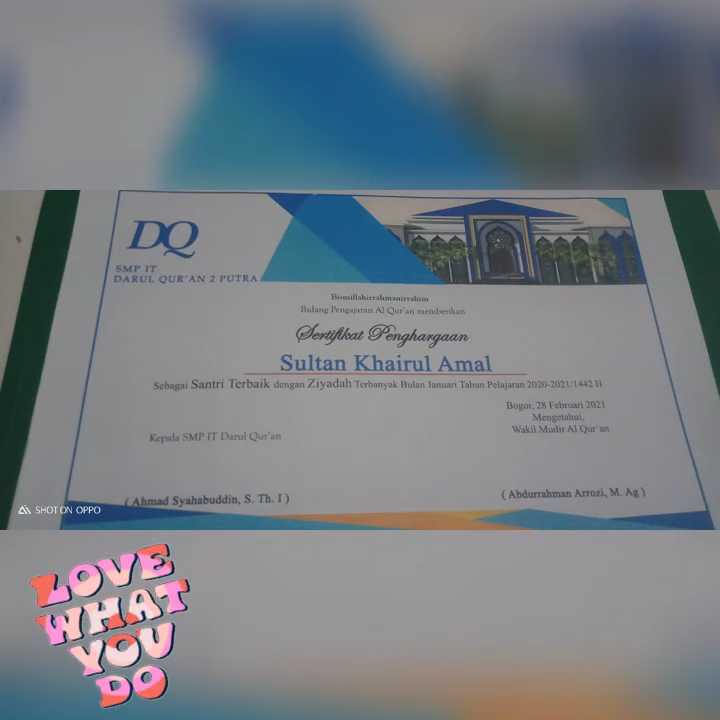 DQ
SMP IT
DARUL QUR'AN 2 PUTRA
Bismillahirrahmanirrahim
Bidang Pengajaran Al Qur'an memberikan
Sertifikat Penghargaan
Sultan Khairul Amal
Sebagai Santri Terbaik dengan Ziyadah Terbanyak Bulan Januari Tahun Pelajaran 2020-2021/1442 H
Bogor, 28 Februari 2021
Mengetahui,
Wakil Mudir Al Qur'an
Kepala SMP IT Darul Qur'an
( Ahmad Syahabuddin, S. Th. I )
( Abdurrahman Arrozi, M. Ag )
SHOT ON OPPO
LOVE
WHAT
YOU
DO